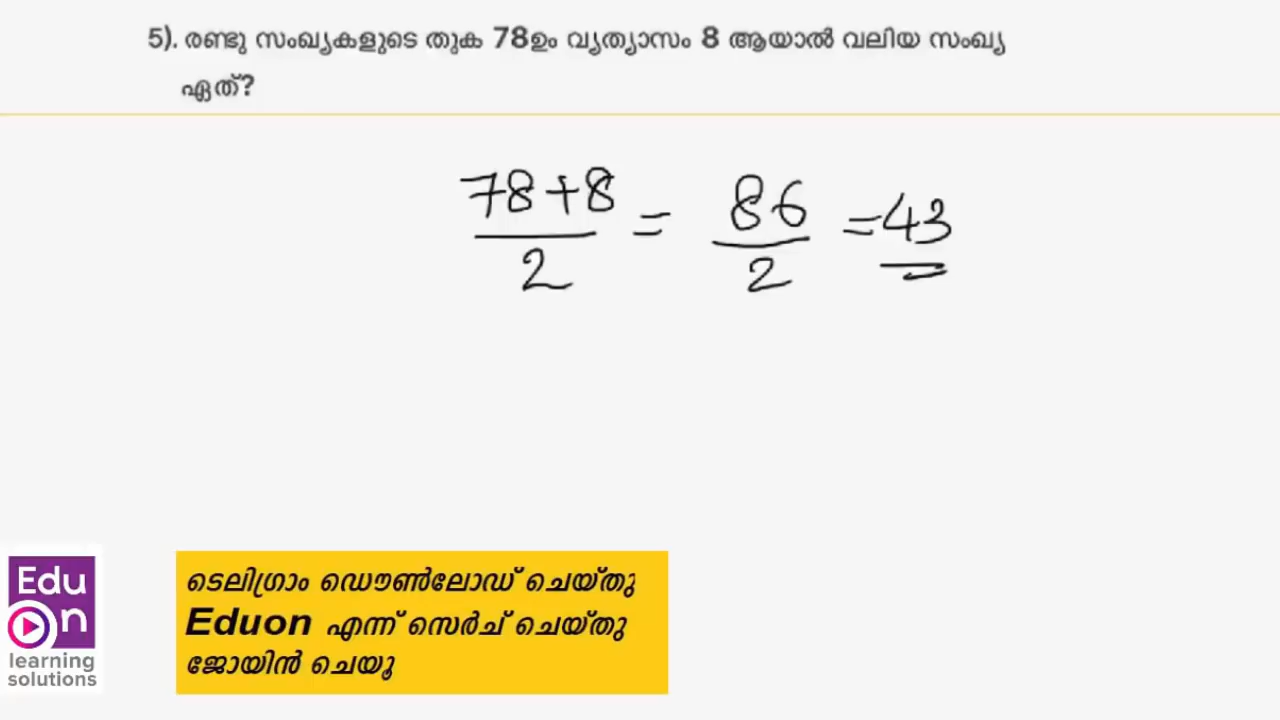 5). രണ്ടു സംഖ്യകളുടെ തുക 78ഉം വ്യത്യാസം 8 ആയാൽ വലിയ സംഖ്യ
ഏത്?
78+8 / 2 = 86 / 2 = 43
Edu
n
learning
solutions
ടെലിഗ്രാം ഡൌൺലോഡ് ചെയ്തു
Eduon എന്ന് സെർച് ചെയ്തു
ജോയിൻ ചെയൂ